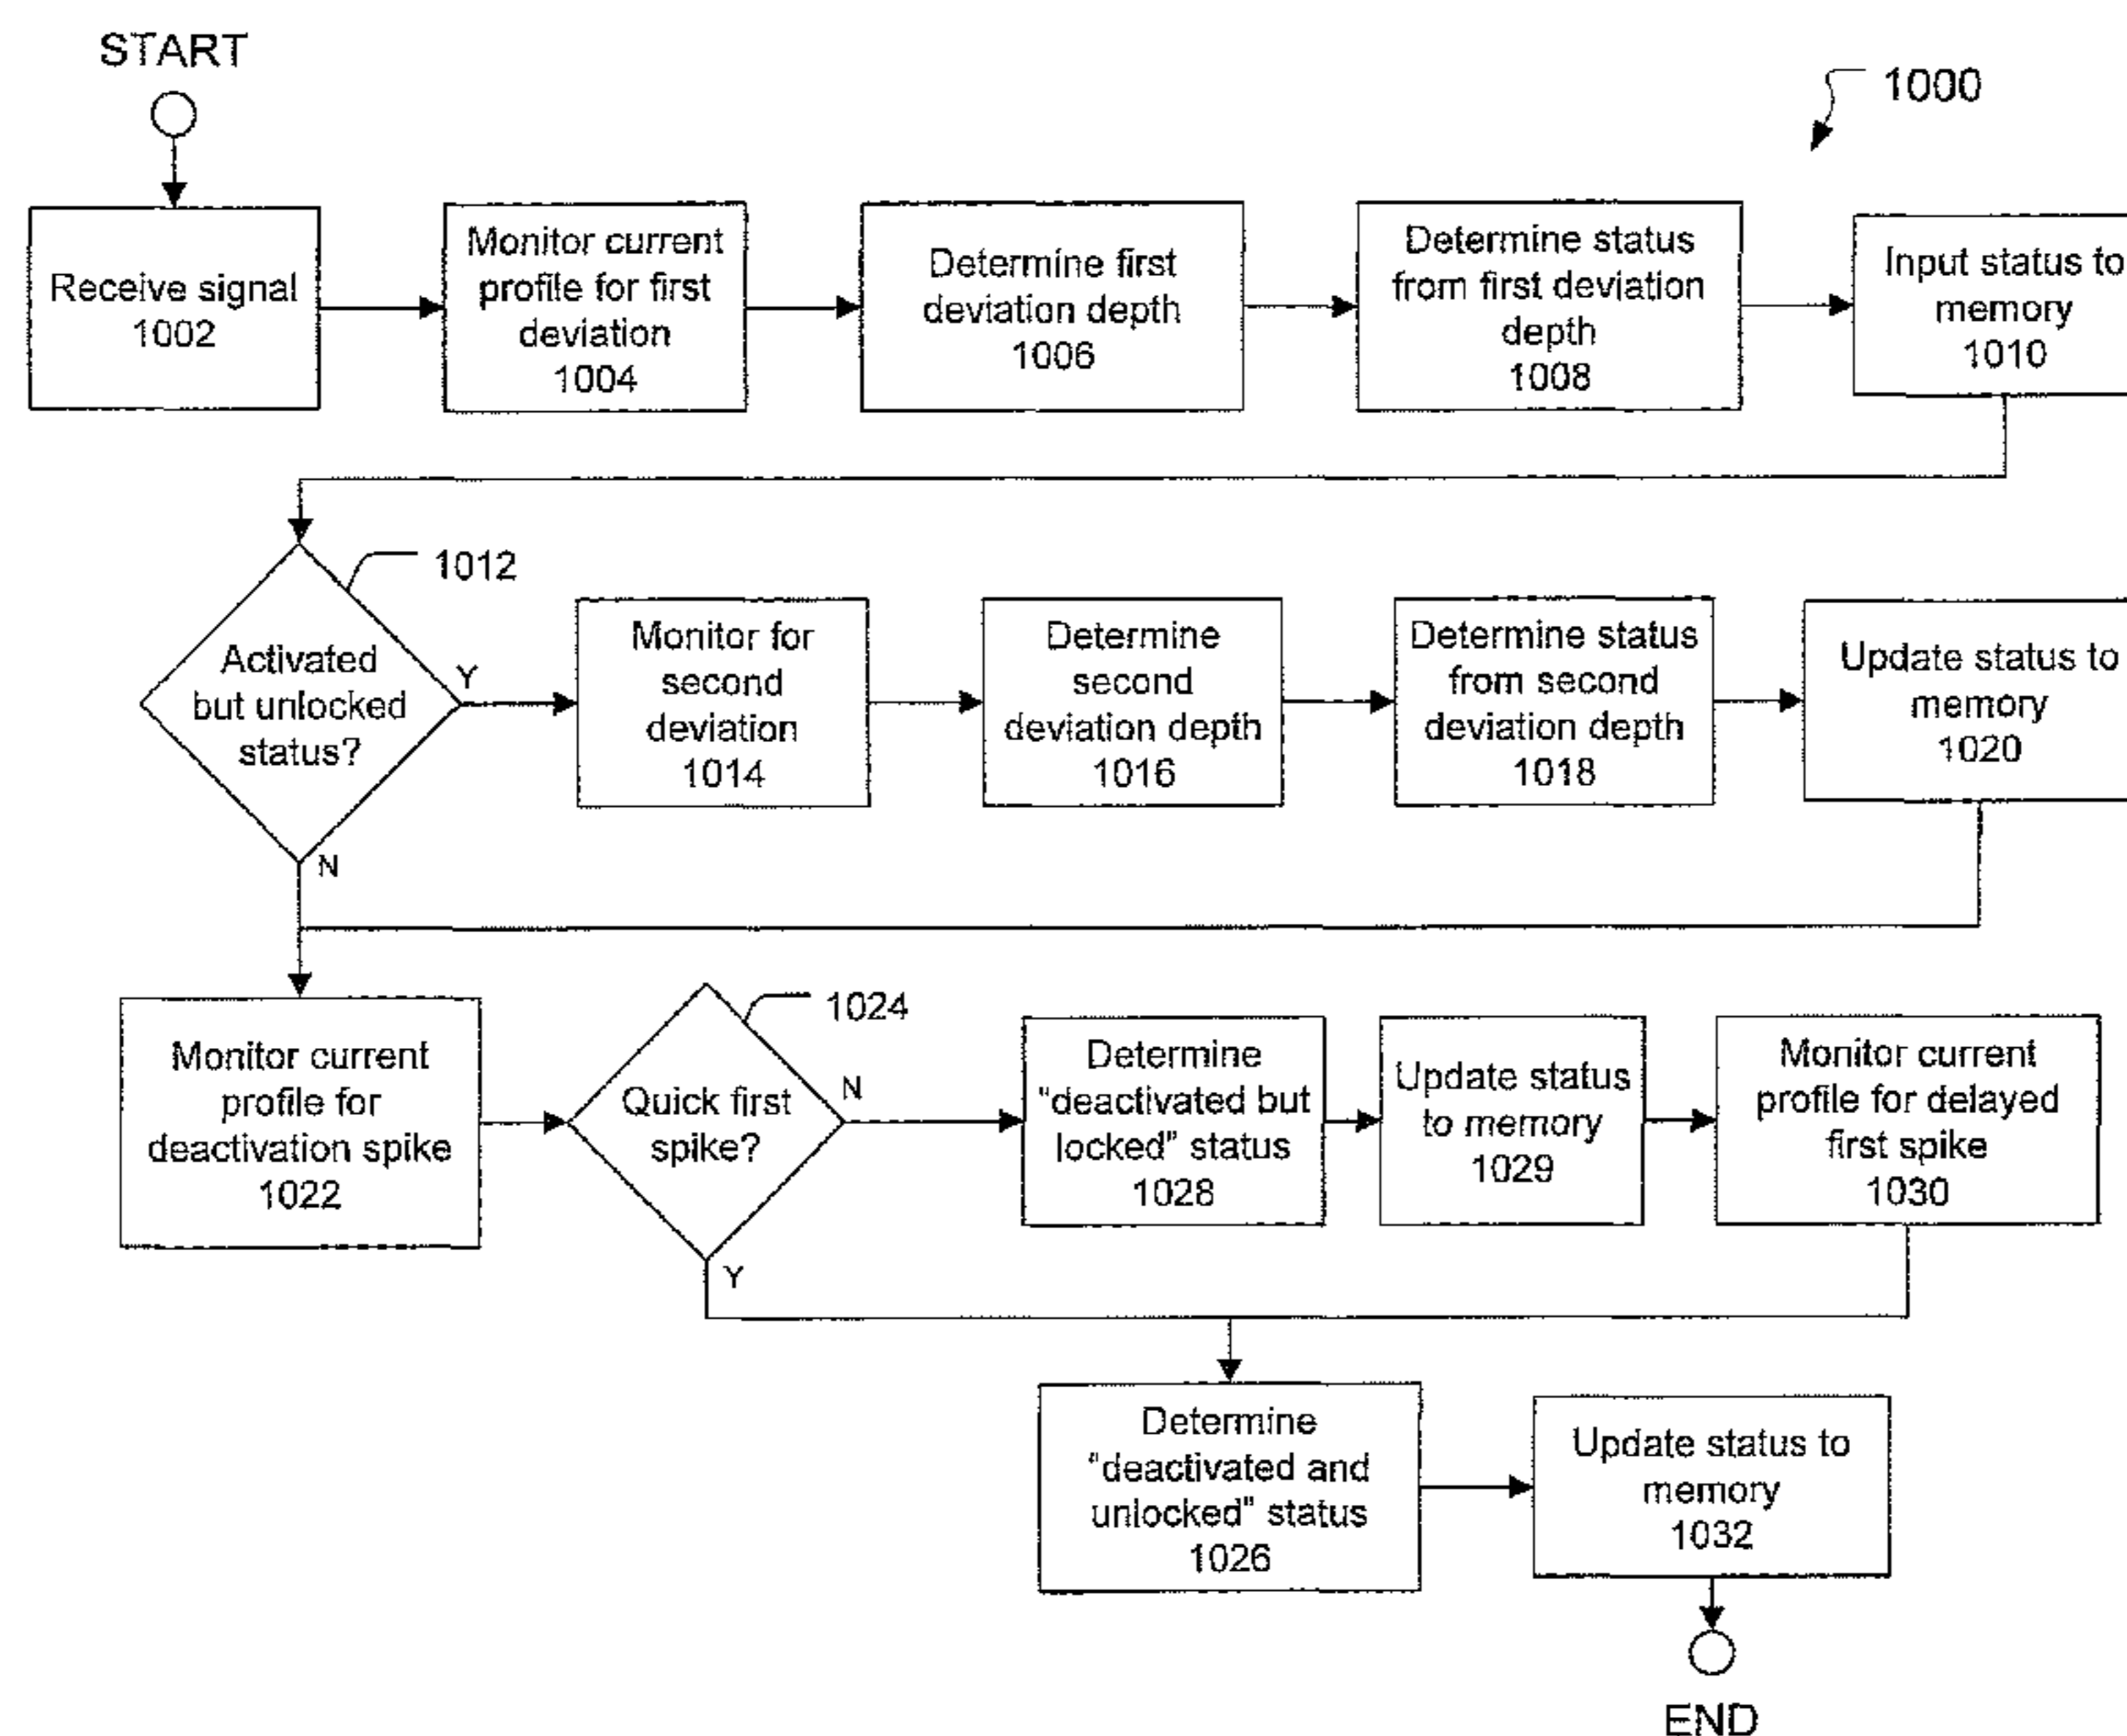 START
1000
Receive signal
1002
Monitor current
profile for first
deviation
1004
Determine first
deviation depth
1006
Determine status
from first deviation
depth
1008
Input status to
memory
1010
1012
Activated
but unlocked
status?
Y
N
Monitor for
second
deviation
1014
Determine
second
deviation depth
1016
Determine status
from second
deviation depth
1018
Update status to
memory
1020
Monitor current
profile for
deactivation spike
1022
1024
Quick first
spike?
N
Y
Determine
"deactivated but
locked" status
1028
Update status
to memory
1029
Monitor current
profile for delayed
first spike
1030
Determine
"deactivated and
unlocked" status
1026
Update status to
memory
1032
END